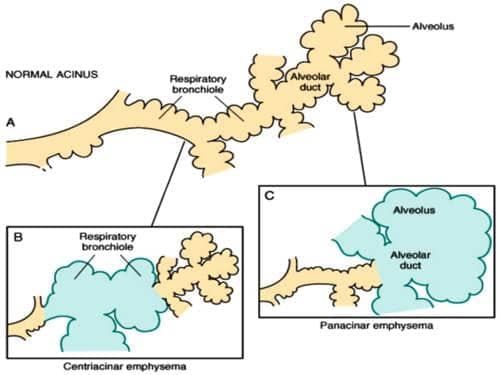 Alveolus
NORMAL ACINUS
Respiratory
bronchiole
Alveolar
duct
A
B
Respiratory
bronchiole
Centriacinar emphysema
C
Alveolus
Alveolar
duct
Panacinar emphysema